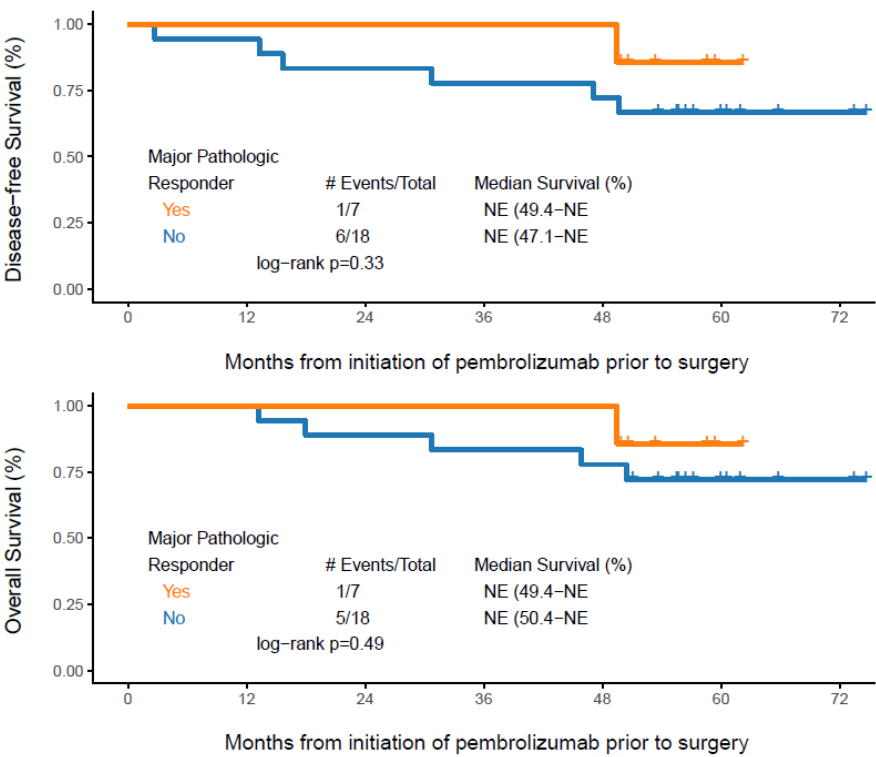 Disease−free Survival (%)
1.00
0.75
0.50
0.25
0.00
Major Pathologic
Responder # Events/Total Median Survival (%)
Yes 1/7 NE (49.4−NE
No 6/18 NE (47.1−NE
log−rank p=0.33
0 12 24 36 48 60 72
Months from initiation of pembrolizumab prior to surgery
Overall Survival (%)
1.00
0.75
0.50
0.25
0.00
Major Pathologic
Responder # Events/Total Median Survival (%)
Yes 1/7 NE (49.4−NE
No 5/18 NE (50.4−NE
log−rank p=0.49
0 12 24 36 48 60 72
Months from initiation of pembrolizumab prior to surgery